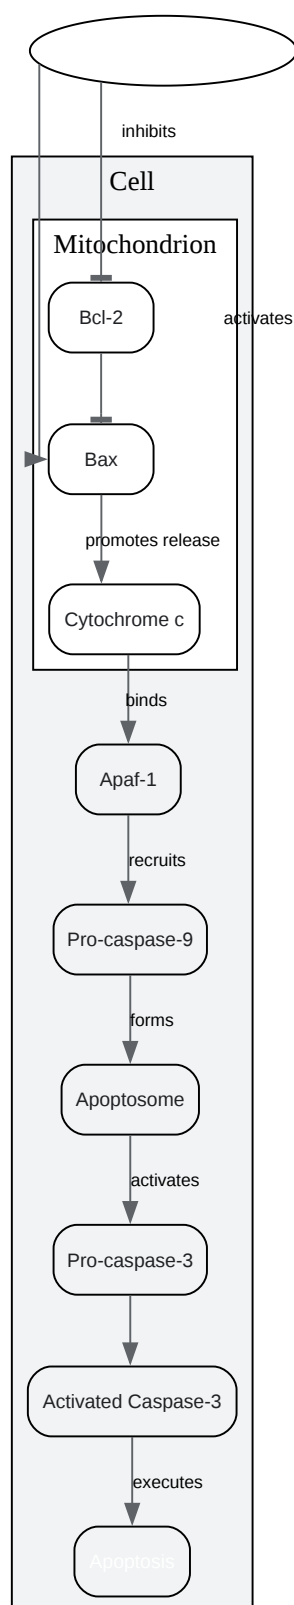 inhibits
Cell
Mitochondrion
Bcl-2
activates
Bax
promotes release
Cytochrome c
binds
Apaf-1
recruits
Pro-caspase-9
forms
Apoptosome
activates
Pro-caspase-3
Activated Caspase-3
executes
Apoptosis